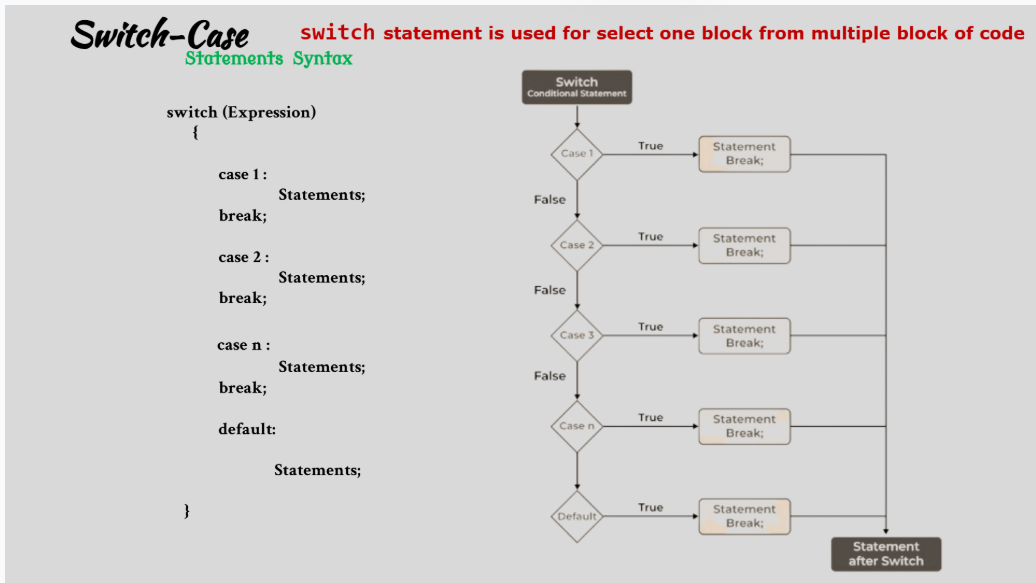 Switch-Case
Statements Syntax
switch statement is used for select one block from multiple block of code
switch (Expression)
{
case 1 :
Statements;
break;
case 2 :
Statements;
break;
case n :
Statements;
break;
default:
Statements;
}
Switch
Conditional Statement
Case 1
True
Statement
Break;
False
Case 2
True
Statement
Break;
False
Case 3
True
Statement
Break;
False
Case n
True
Statement
Break;
Default
True
Statement
Break;
Statement
after Switch